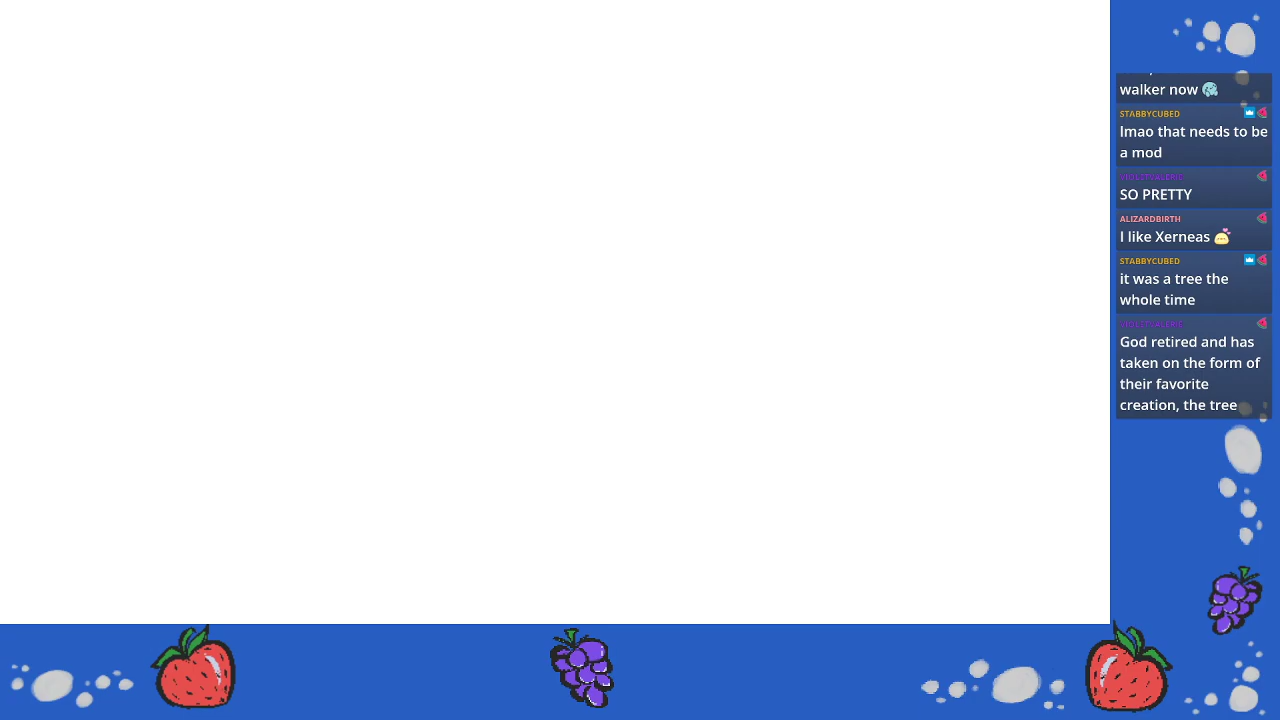 walker now
STABBYCUBED
lmao that needs to be
a mod
SO PRETTY
ALIZARDBIRTH
I like Xerneas
STABBYCUBED
it was a tree the
whole time
God retired and has
taken on the form of
their favorite
creation, the tree